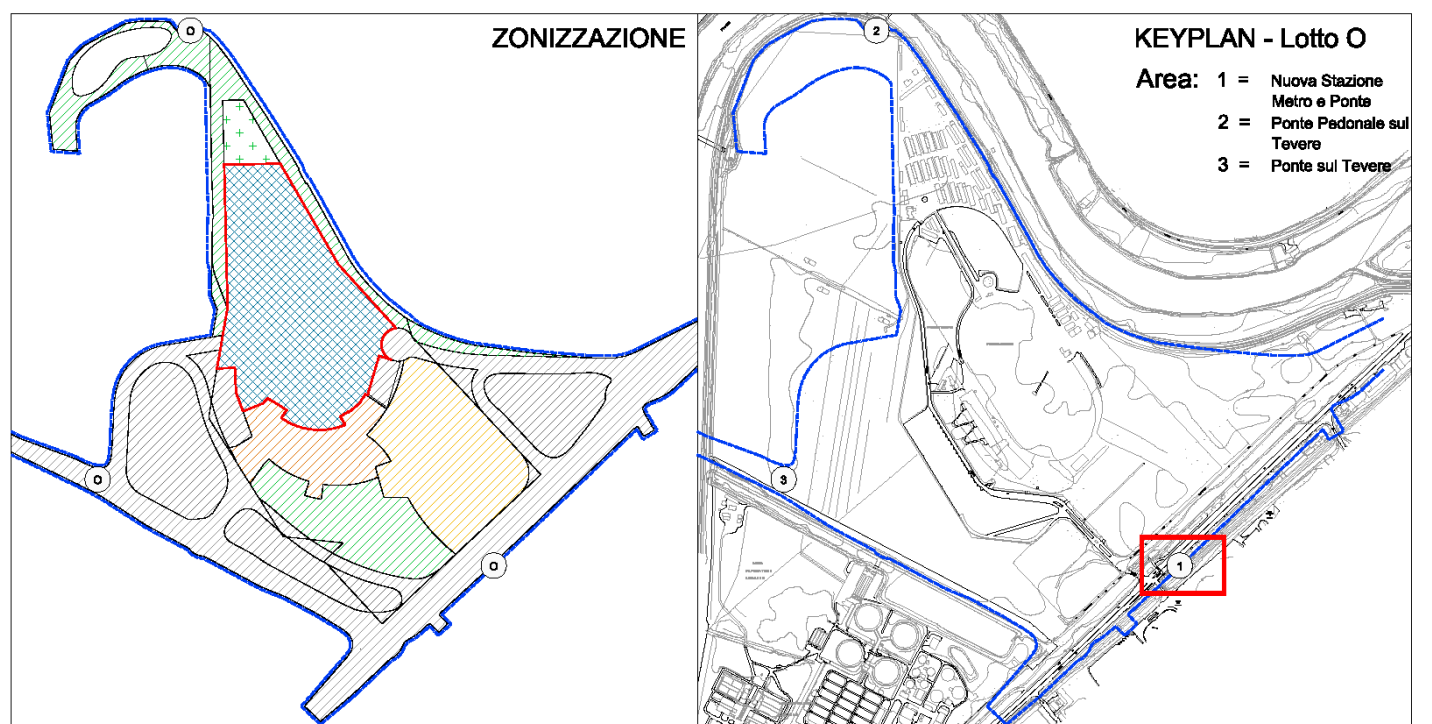 ZONIZZAZIONE
O
O
O
KEYPLAN - Lotto O
Area: 1 = Nuova Stazione
Metro e Ponte
2 = Ponte Pedonale sul
Tevere
3 = Ponte sul Tevere
2
3
1